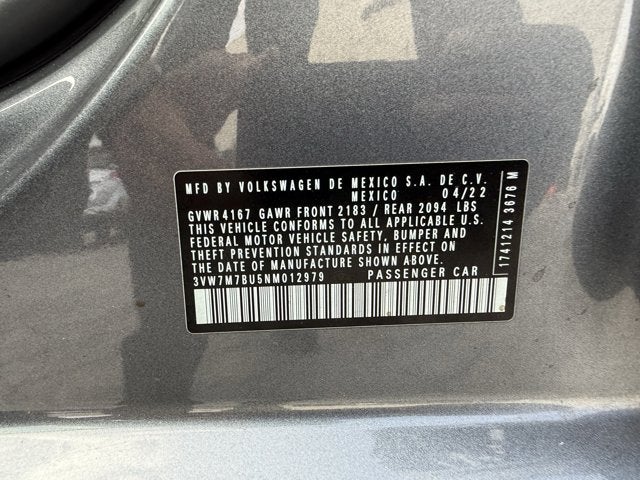 MFD BY VOLKSWAGEN DE MEXICO S.A. DE C.V.
MEXICO 04/22
GVWR 4167 GAWR FRONT 2183 / REAR 2094 LBS
THIS VEHICLE CONFORMS TO ALL APPLICABLE U.S.
FEDERAL MOTOR VEHICLE SAFETY, BUMPER AND
THEFT PREVENTION STANDARDS IN EFFECT ON
THE DATE OF MANUFACTURE SHOWN ABOVE.
3VW7M7BU5NM012979 PASSENGER CAR
1741214 3676 M